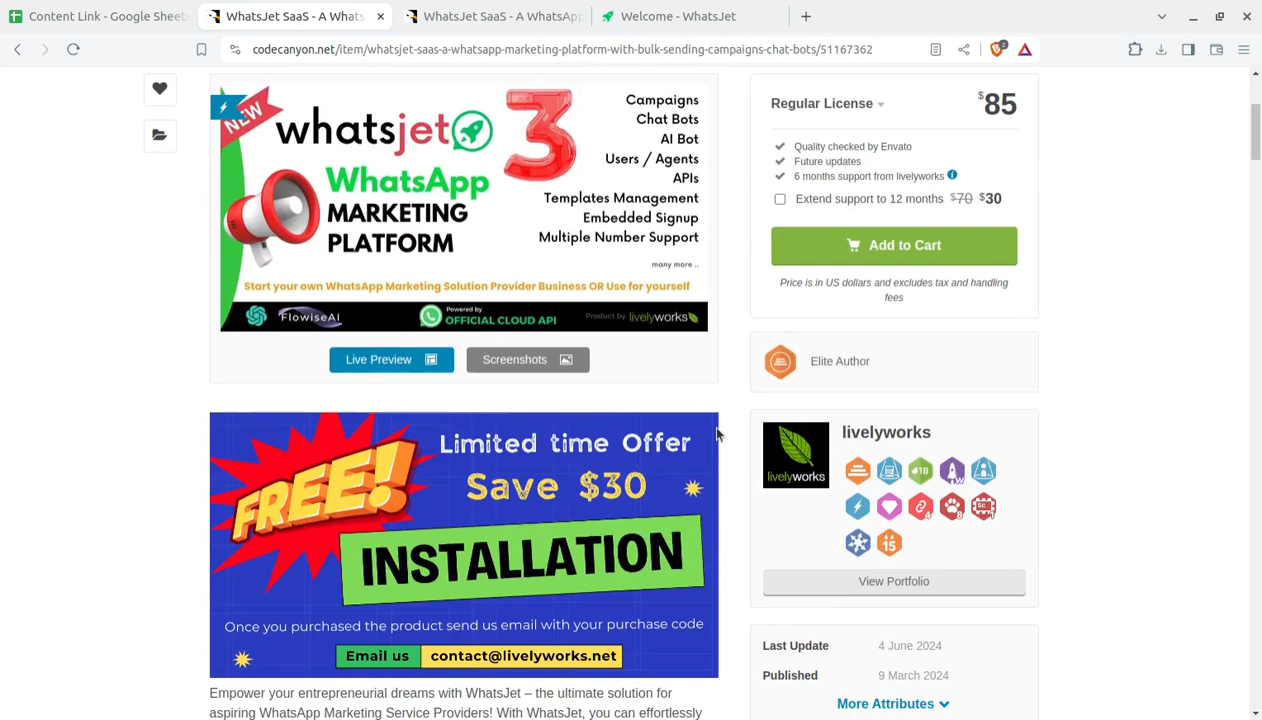 Content Link - Google Sheet
WhatsJet SaaS - A Whats
WhatsJet SaaS - A WhatsApp
Welcome - WhatsJet
codecanyon.net/item/whatsjet-saas-a-whatsapp-marketing-platform-with-bulk-sending-campaigns-chat-bots/51167362
2
NEW
whatsjet
3
WhatsApp
MARKETING
PLATFORM
Campaigns
Chat Bots
AI Bot
Users / Agents
APIs
Templates Management
Embedded Signup
Multiple Number Support
many more ..
Start your own WhatsApp Marketing Solution Provider Business OR Use for yourself
FlowiseAI
Powered by
OFFICIAL CLOUD API
Product by livelyworks
Live Preview
Screenshots
FREE!
Limited time Offer
Save $30
INSTALLATION
Once you purchased the product send us email with your purchase code
Email us contact@livelyworks.net
Empower your entrepreneurial dreams with WhatsJet – the ultimate solution for
aspiring WhatsApp Marketing Service Providers! With WhatsJet, you can effortlessly
Regular License
$85
Quality checked by Envato
Future updates
6 months support from livelyworks
Extend support to 12 months $70 $30
Add to Cart
Price is in US dollars and excludes tax and handling
fees
Elite Author
livelyworks
livelyworks
18
W
4
8
SC
15
View Portfolio
Last Update 4 June 2024
Published 9 March 2024
More Attributes